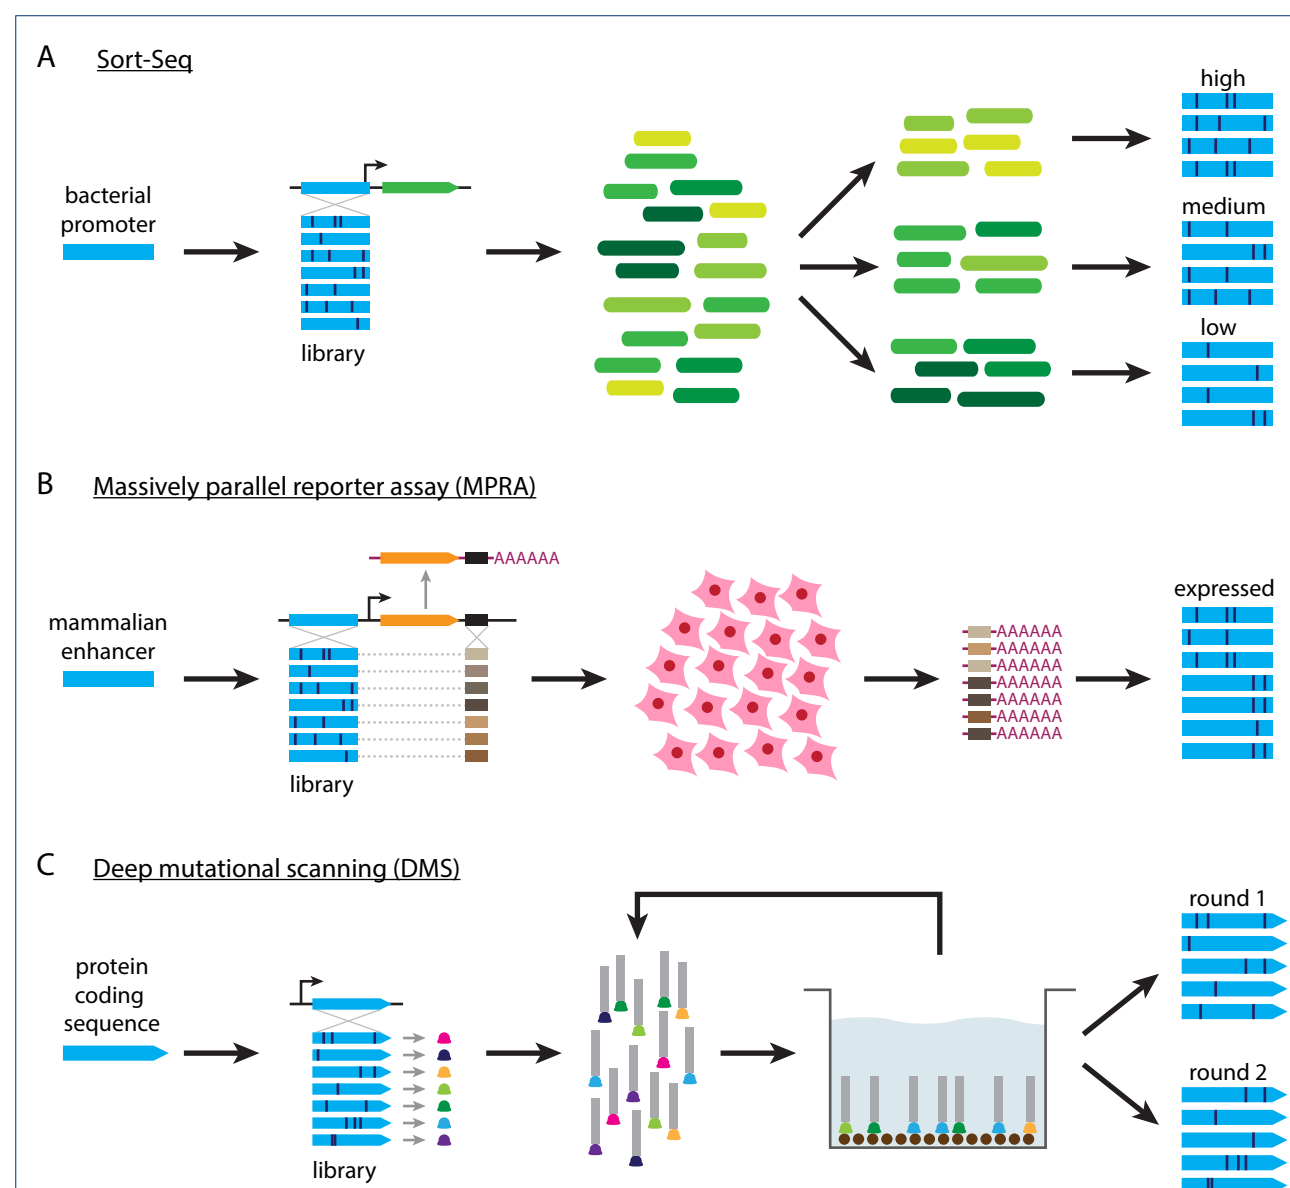 A Sort-Seq
bacterial
promoter
library
high
medium
low
B Massively parallel reporter assay (MPRA)
AAAAAA
mammalian
enhancer
library
AAAAAA
AAAAAA
AAAAAA
AAAAAA
AAAAAA
AAAAAA
AAAAAA
expressed
C Deep mutational scanning (DMS)
protein
coding
sequence
library
round 1
round 2